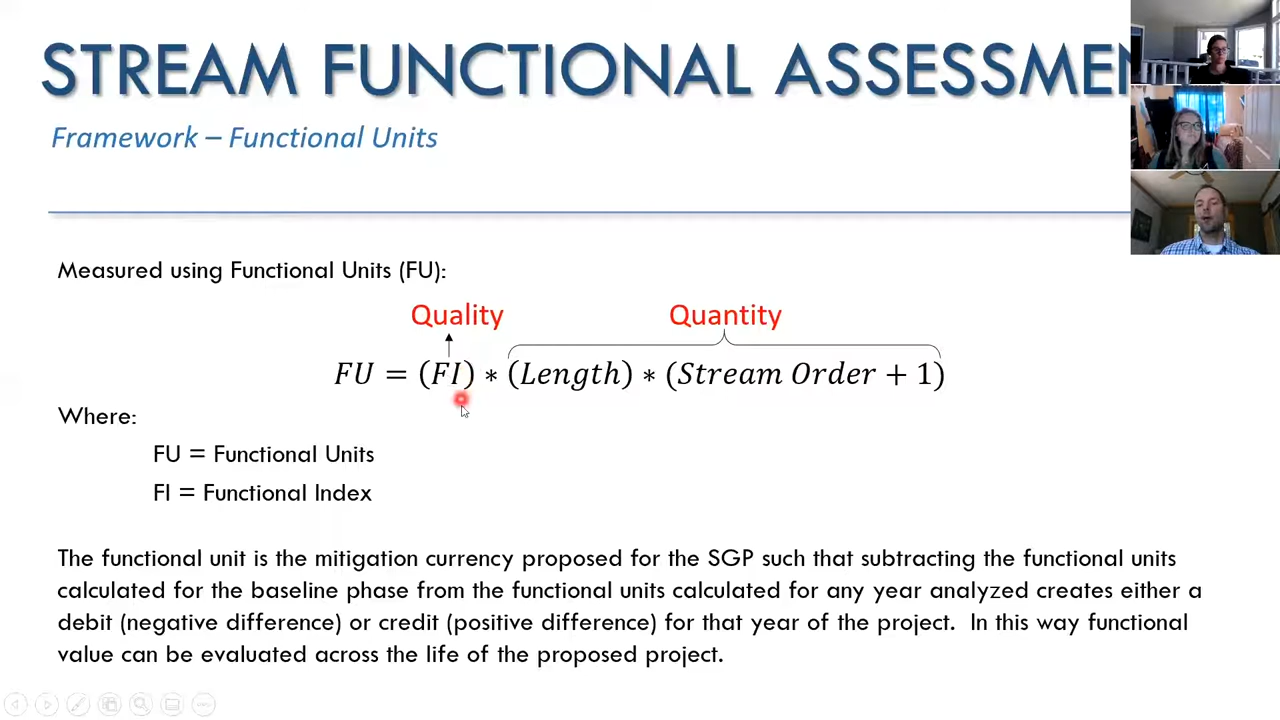 STREAM FUNCTIONAL ASSESSMEN
Framework – Functional Units
Measured using Functional Units (FU):
Quality Quantity
FU = (FI) * (Length) * (Stream Order + 1)
Where:
FU = Functional Units
FI = Functional Index
The functional unit is the mitigation currency proposed for the SGP such that subtracting the functional units
calculated for the baseline phase from the functional units calculated for any year analyzed creates either a
debit (negative difference) or credit (positive difference) for that year of the project. In this way functional
value can be evaluated across the life of the proposed project.